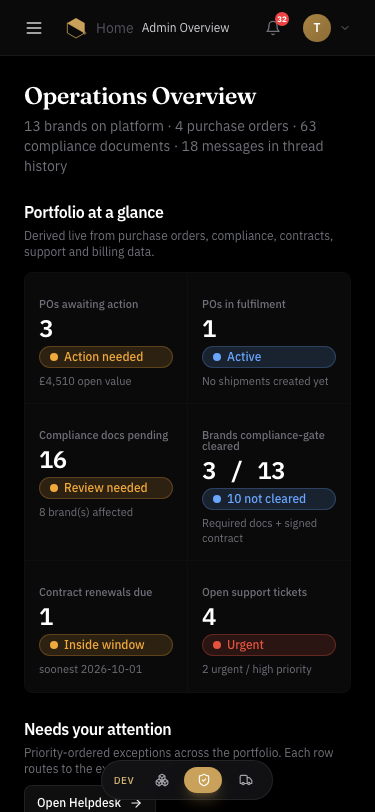 Home Admin Overview 32 T
Operations Overview
13 brands on platform · 4 purchase orders · 63
compliance documents · 18 messages in thread
history
Portfolio at a glance
Derived live from purchase orders, compliance, contracts,
support and billing data.
POs awaiting action
3
Action needed
£4,510 open value
POs in fulfilment
1
Active
No shipments created yet
Compliance docs pending
16
Review needed
8 brand(s) affected
Brands compliance-gate
cleared
3 / 13
10 not cleared
Required docs + signed
contract
Contract renewals due
1
Inside window
soonest 2026-10-01
Open support tickets
4
Urgent
2 urgent / high priority
Needs your attention
Priority-ordered exceptions across the portfolio. Each row
routes to the
DEV
Open Helpdesk →